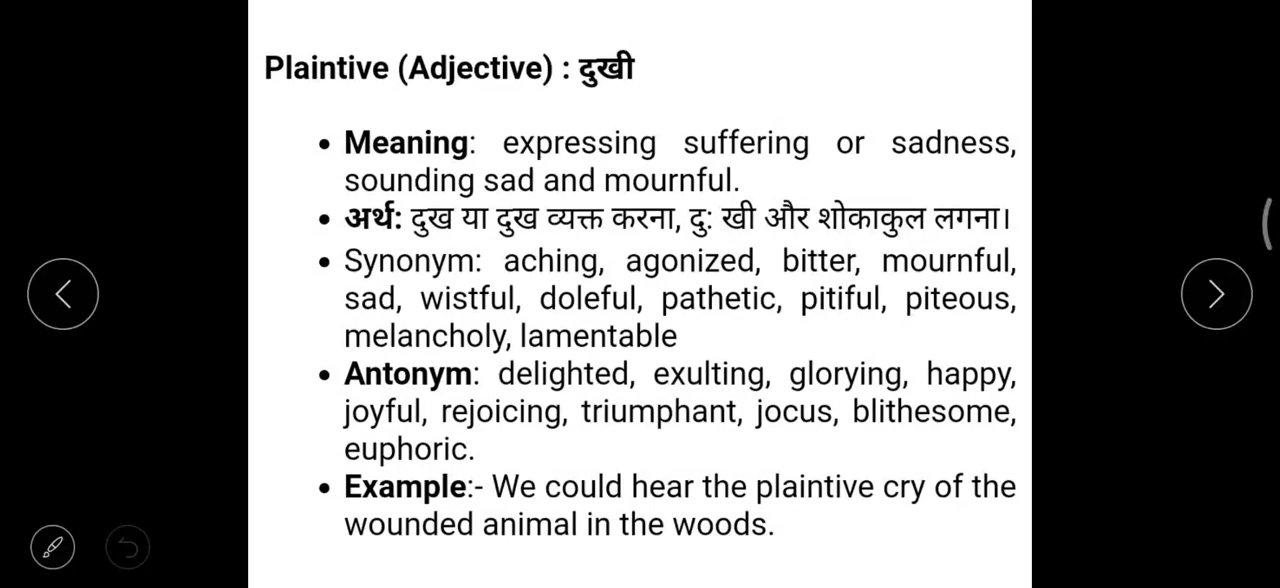 Plaintive (Adjective) : दुखी
• Meaning: expressing suffering or sadness,
sounding sad and mournful.
• अर्थ: दुख या दुख व्यक्त करना, दु: खी और शोकाकुल लगना।
• Synonym: aching, agonized, bitter, mournful,
sad, wistful, doleful, pathetic, pitiful, piteous,
melancholy, lamentable
• Antonym: delighted, exulting, glorying, happy,
joyful, rejoicing, triumphant, jocus, blithesome,
euphoric.
• Example:- We could hear the plaintive cry of the
wounded animal in the woods.